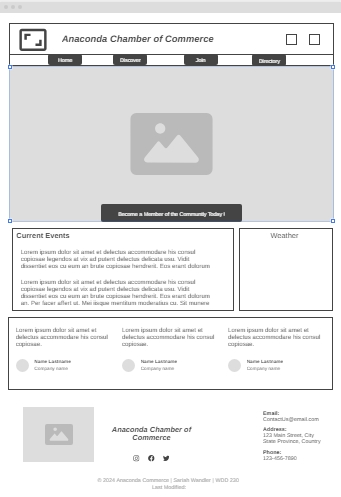 Anaconda Chamber of Commerce
Home Discover Join Directory
Become a Member of the Community Today !
Current Events
Weather
Lorem ipsum dolor sit amet et delectus accommodare his consul
copiosae legendos at vix ad putent delectus delicata usu. Vidit
dissentiet eos cu eum an brute copiosae hendrerit. Eos erant dolorum
Lorem ipsum dolor sit amet et delectus accommodare his consul
copiosae legendos at vix ad putent delectus delicata usu. Vidit
dissentiet eos cu eum an brute copiosae hendrerit. Eos erant dolorum
an. Per facer affert ut. Mei iisque mentitum moderatius cu. Sit munere
Lorem ipsum dolor sit amet et
delectus accommodare his consul
copiosae.
Lorem ipsum dolor sit amet et
delectus accommodare his consul
copiosae.
Lorem ipsum dolor sit amet et
delectus accommodare his consul
copiosae.
Name Lastname
Company name
Name Lastname
Company name
Name Lastname
Company name
Anaconda Chamber of
Commerce
Email:
ContactUs@email.com
Address:
123 Main Street, City
State Province, Country
Phone:
123-456-7890
© 2024 Anaconda Chamber | Sariah Wandler | WDD 230
Last Modified: